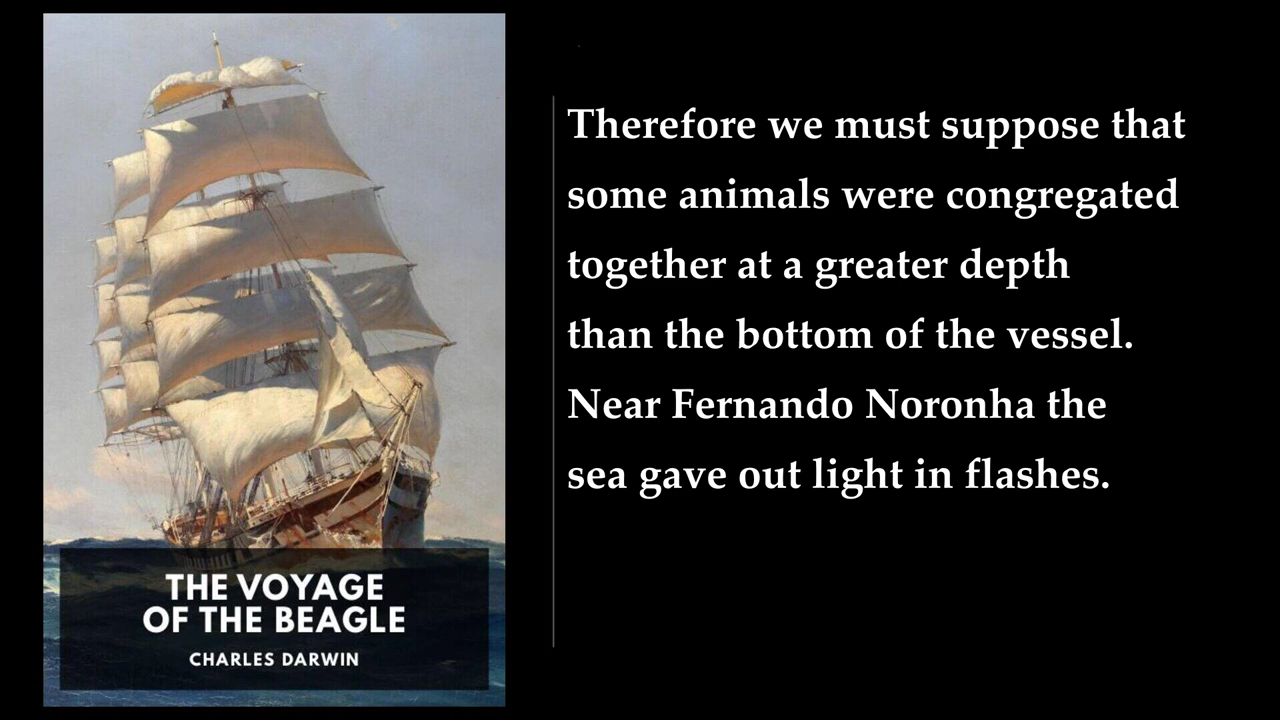 THE VOYAGE
OF THE BEAGLE
CHARLES DARWIN
Therefore we must suppose that
some animals were congregated
together at a greater depth
than the bottom of the vessel.
Near Fernando Noronha the
sea gave out light in flashes.